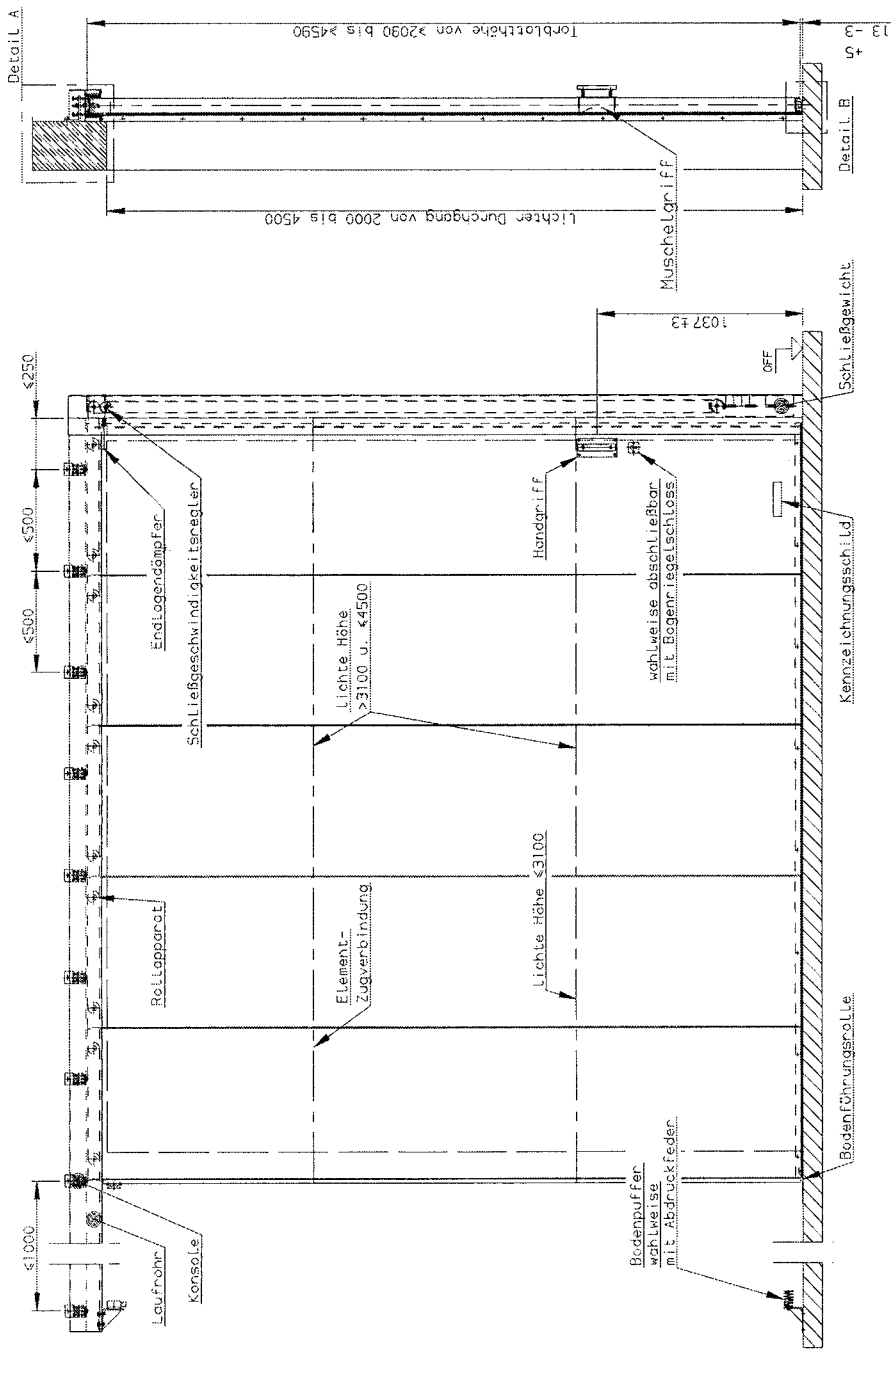 Detail A
Torblatthöhe von >2090 bis >4590
13 -3
+5
Detail B
Lichter Durchgang von 2000 bis 4500
Muschelgriff
≤250
≤500
≤500
≤1000
1037±3
OFF
Schließgewicht
Endlagendämpfer
Schließgeschwindigkeitsregler
Handgriff
wahlweise abschließbar
mit Bogenriegelschloss
Kennzeichnungsschild
lichte Höhe
>3100 u. ≤4500
Rollapparat
Element-
Zugverbindung
lichte Höhe ≤3100
Laufrohr
Konsole
Bodenpuffer
wahlweise
mit Abdruckfeder
Bodenführungsrolle